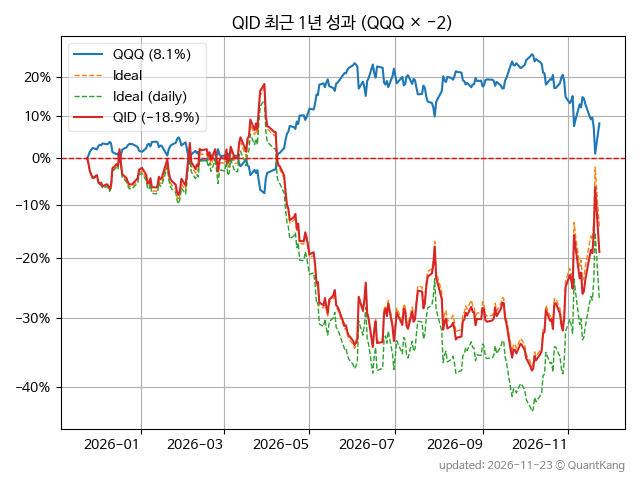 QID 최근 1년 성과 (QQQ × −2)
QQQ (8.1%)
Ideal
Ideal (daily)
QID (−18.9%)
20%
10%
0%
−10%
−20%
−30%
−40%
2026-01 2026-03 2026-05 2026-07 2026-09 2026-11
updated: 2026-11-23 © QuantKang